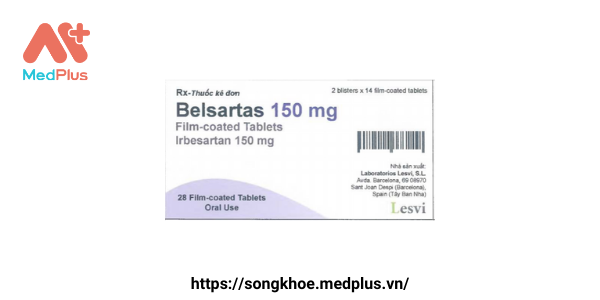 MedPlus
Rx-Thuốc kê đơn
2 blisters x 14 film-coated tablets
Belsartas 150 mg
Film-coated Tablets
Irbesartan 150 mg
Nhà sản xuất:
Laboratorios Lesvi, S.L.
Avda. Barcelona, 69 08970
Sant Joan Despi (Barcelona),
Spain (Tây Ban Nha)
28 Film-coated Tablets
Oral Use
Lesvi
https://songkhoe.medplus.vn/